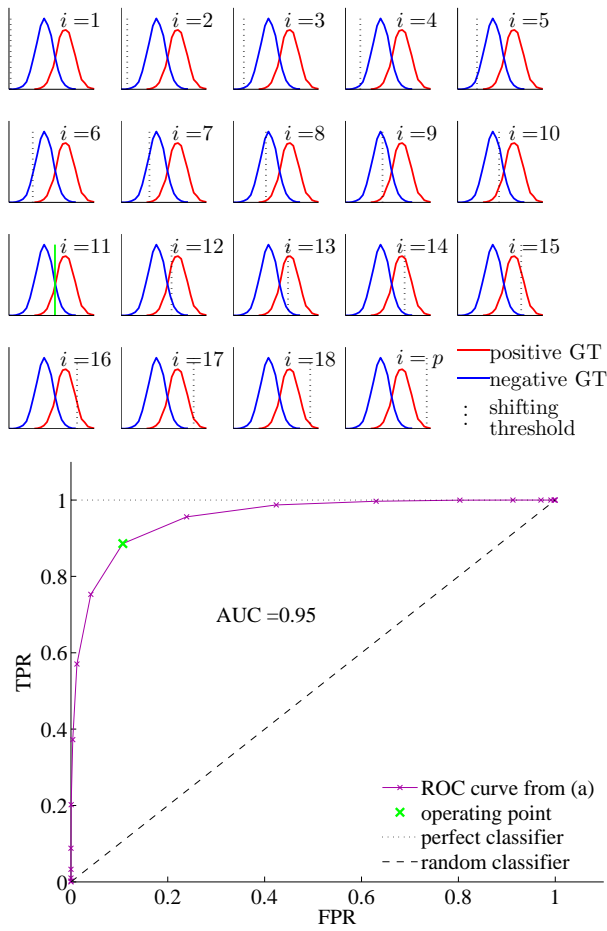 i =1
i =2
i =3
i =4
i =5
i =6
i =7
i =8
i =9
i =10
i =11
i =12
i =13
i =14
i =15
i =16
i =17
i =18
i = p
positive GT
negative GT
shifting
threshold
1
0.8
0.6
0.4
0.2
0
TPR
AUC =0.95
ROC curve from (a)
operating point
perfect classifier
random classifier
0
0.2
0.4
0.6
0.8
1
FPR